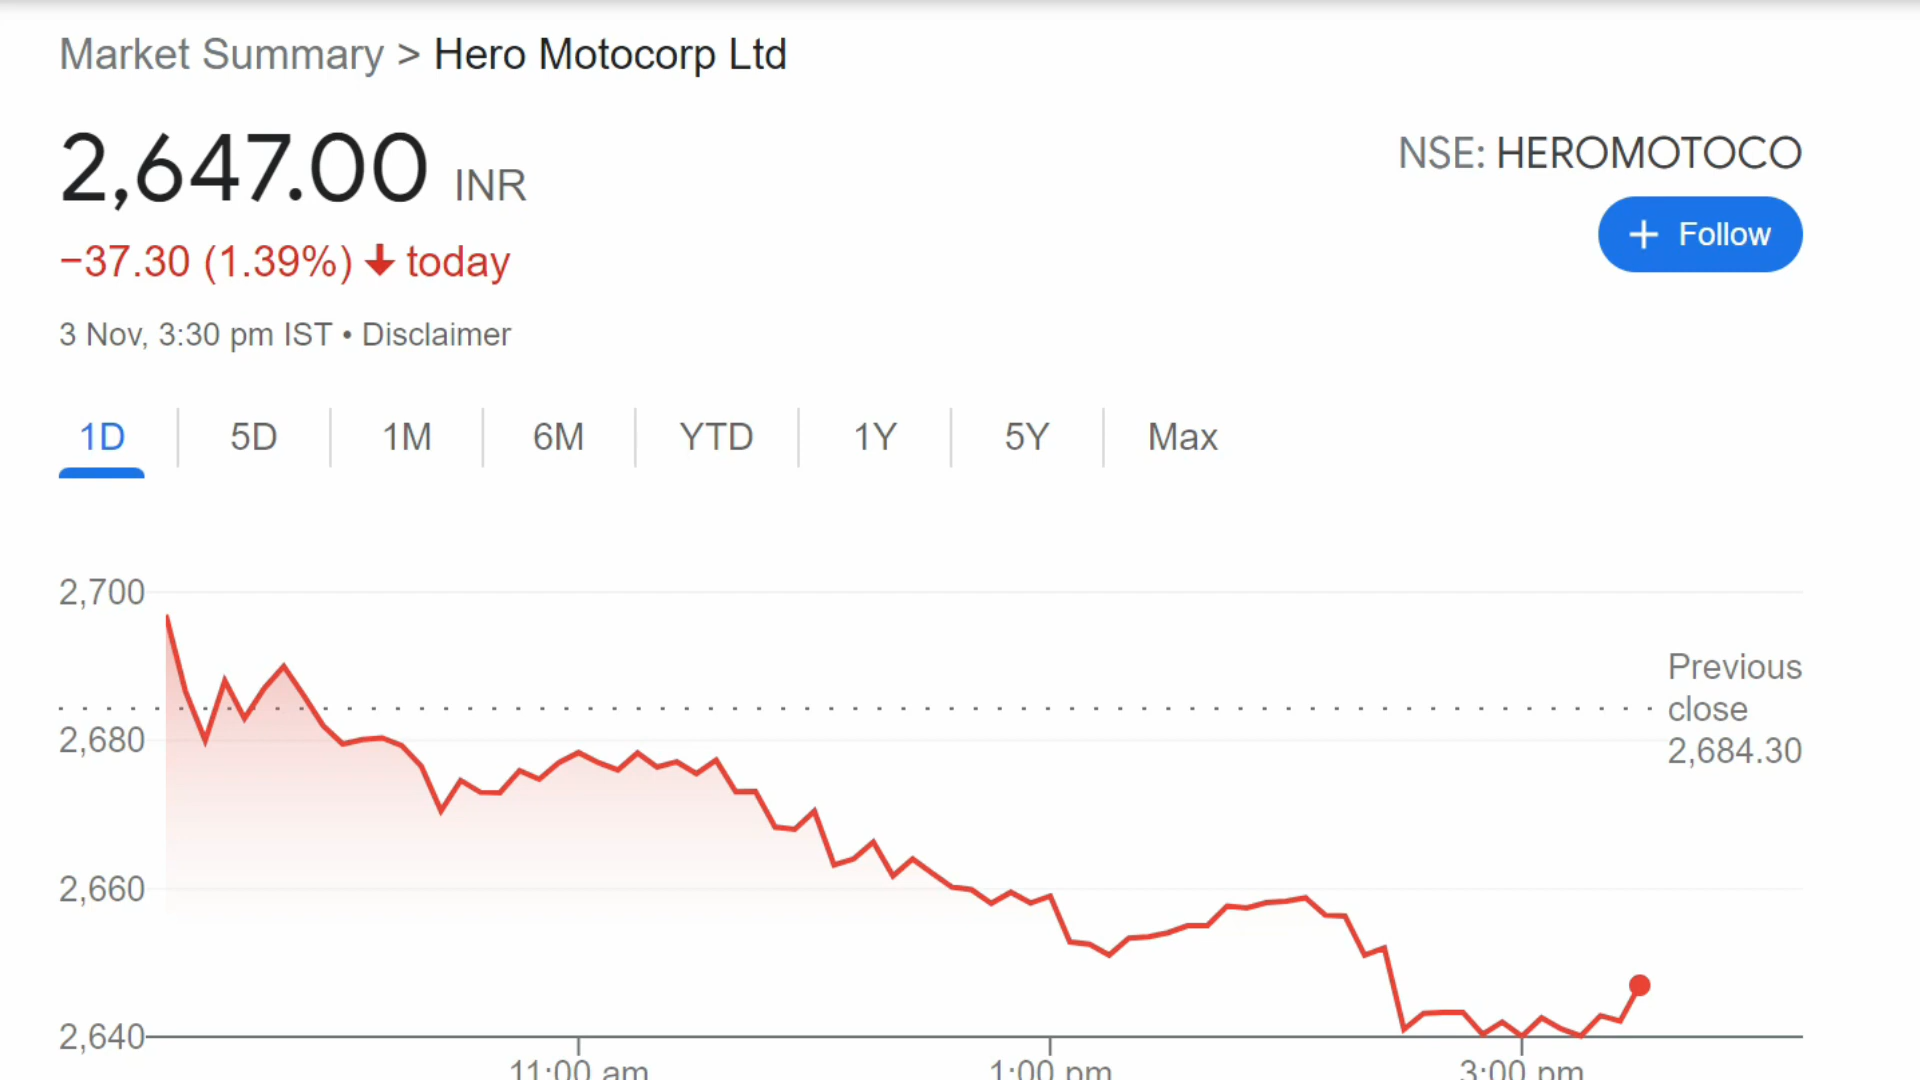 Market Summary > Hero Motocorp Ltd
2,647.00 INR
NSE: HEROMOTOCO
+ Follow
−37.30 (1.39%) ↓ today
3 Nov, 3:30 pm IST • Disclaimer
1D 5D 1M 6M YTD 1Y 5Y Max
2,700
Previous
close
2,684.30
2,680
2,660
2,640
11:00 am 1:00 pm 3:00 pm